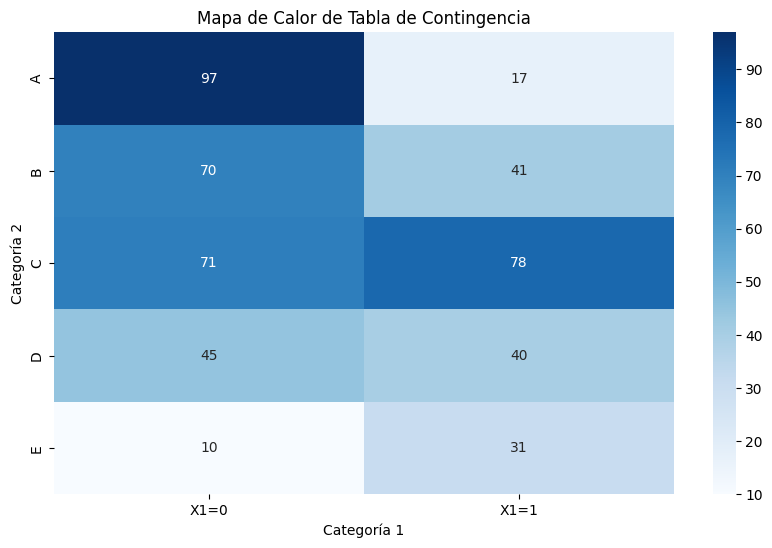 Mapa de Calor de Tabla de Contingencia
A 97 17
B 70 41
C 71 78
D 45 40
E 10 31
X1=0 X1=1
Categoría 1
Categoría 2
90
80
70
60
50
40
30
20
10